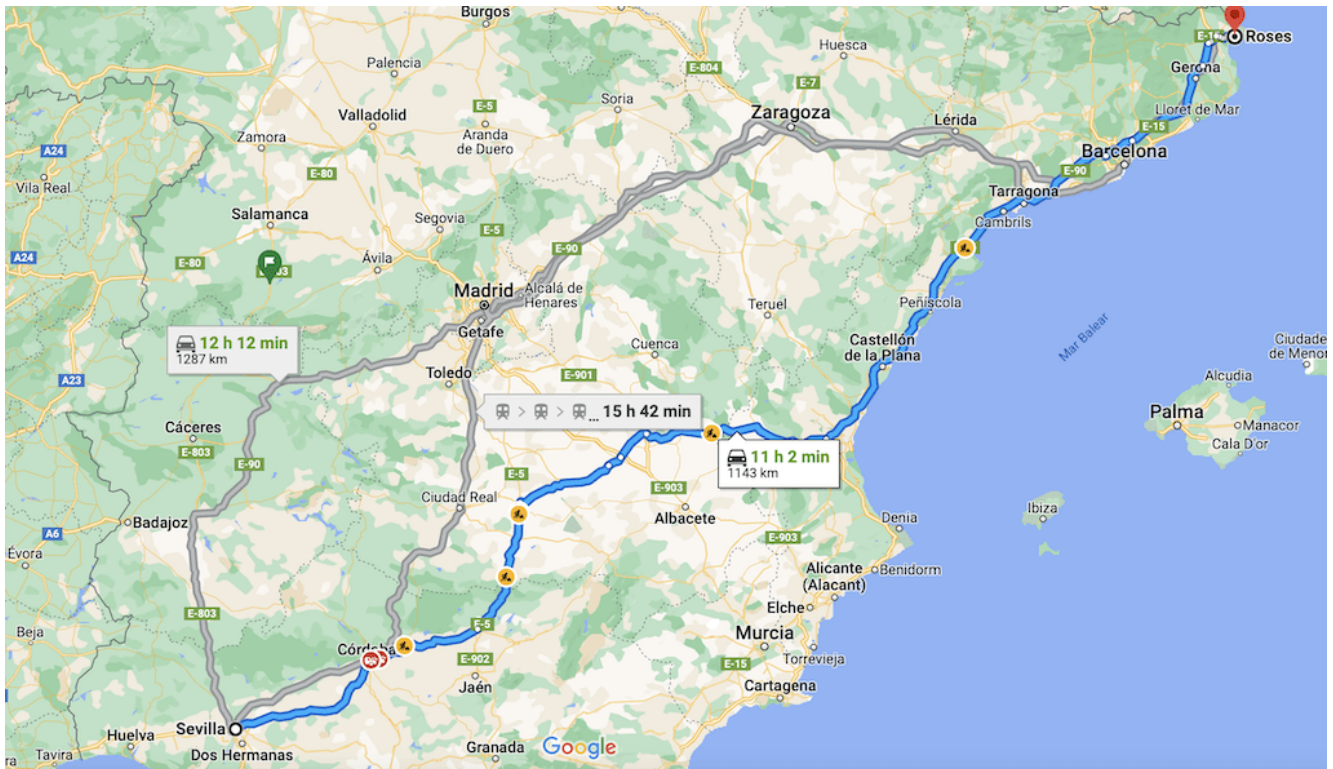 Burgos
Roses
E-15
Huesca
Palencia
E-804
Gerona
E-7
Soria
Valladolid
E-5
Lloret de Mar
Zaragoza
Lérida
Aranda
de Duero
Zamora
E-15
A24
Barcelona
E-80
E-90
Vila Real
Tarragona
Salamanca
Segovia
Cambrils
E-5
E-90
A24
E-80
Ávila
E-803
Madrid
Alcalá de
Henares
Teruel
Peñíscola
Getafe
Mar Balear
12 h 12 min
1287 km
Cuenca
Castellón
de la Plana
Ciudade
de Menor
Toledo
E-901
A23
Alcudia
15 h 42 min
Palma
Cáceres
Manacor
E-803
Cala D'or
11 h 2 min
1143 km
E-90
E-5
E-903
Ciudad Real
Ibiza
Badajoz
Albacete
Denia
A6
E-903
Évora
Alicante
(Alacant)
Benidorm
Elche
E-803
Beja
E-5
Murcia
Córdoba
E-902
E-15
Torrevieja
Jaén
Cartagena
Sevilla
Huelva
Dos Hermanas
Granada
Google
Tavira
ra